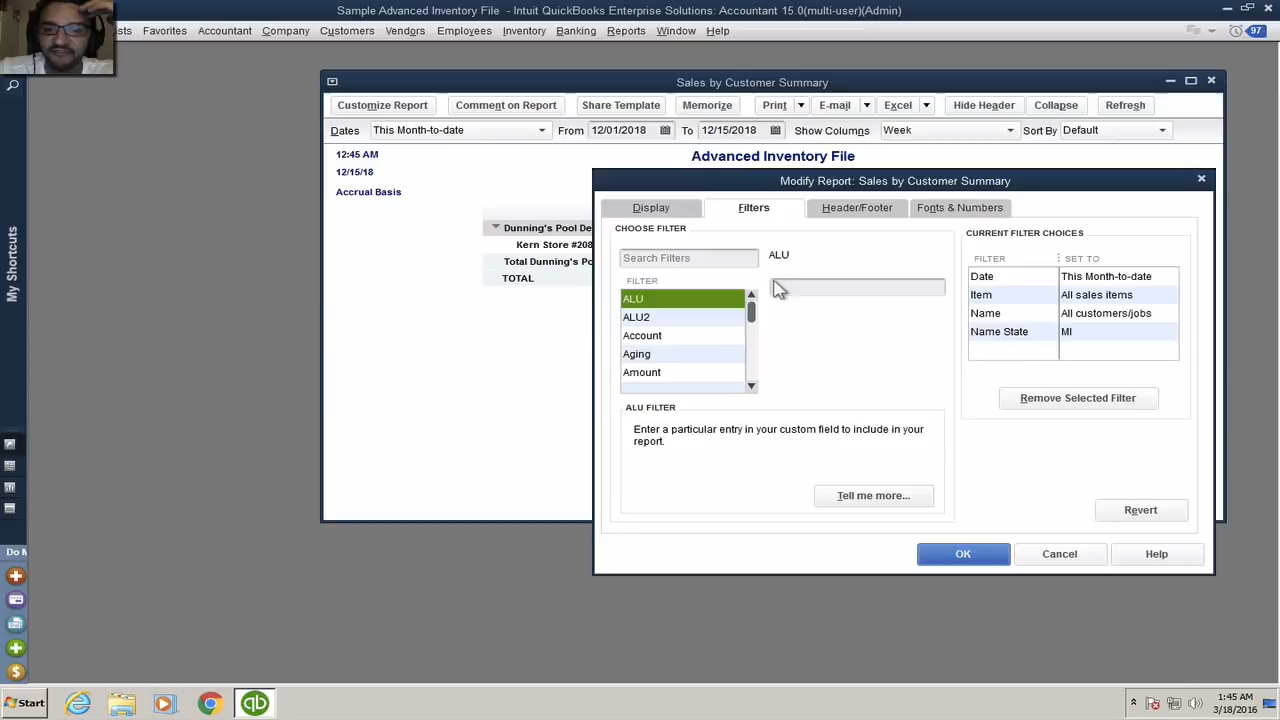 Sample Advanced Inventory File - Intuit QuickBooks Enterprise Solutions: Accountant 15.0(multi-user)(Admin)
97
ists Favorites Accountant Company Customers Vendors Employees Inventory Banking Reports Window Help
Sales by Customer Summary
Customize Report Comment on Report Share Template Memorize Print E-mail Excel Hide Header Collapse Refresh
Dates This Month-to-date From 12/01/2018 To 12/15/2018 Show Columns Week Sort By Default
12:45 AM Advanced Inventory File
12/15/18
Accrual Basis
Dunning's Pool De
Kern Store #208
Total Dunning's Po
TOTAL
My Shortcuts
Do M
Modify Report: Sales by Customer Summary
Display Filters Header/Footer Fonts & Numbers
CHOOSE FILTER
Search Filters ALU
FILTER
ALU
ALU2
Account
Aging
Amount
ALU FILTER
Enter a particular entry in your custom field to include in your
report.
Tell me more...
CURRENT FILTER CHOICES
FILTER SET TO
Date This Month-to-date
Item All sales items
Name All customers/jobs
Name State MI
Remove Selected Filter
Revert
OK Cancel Help
Start
1:45 AM
3/18/2016